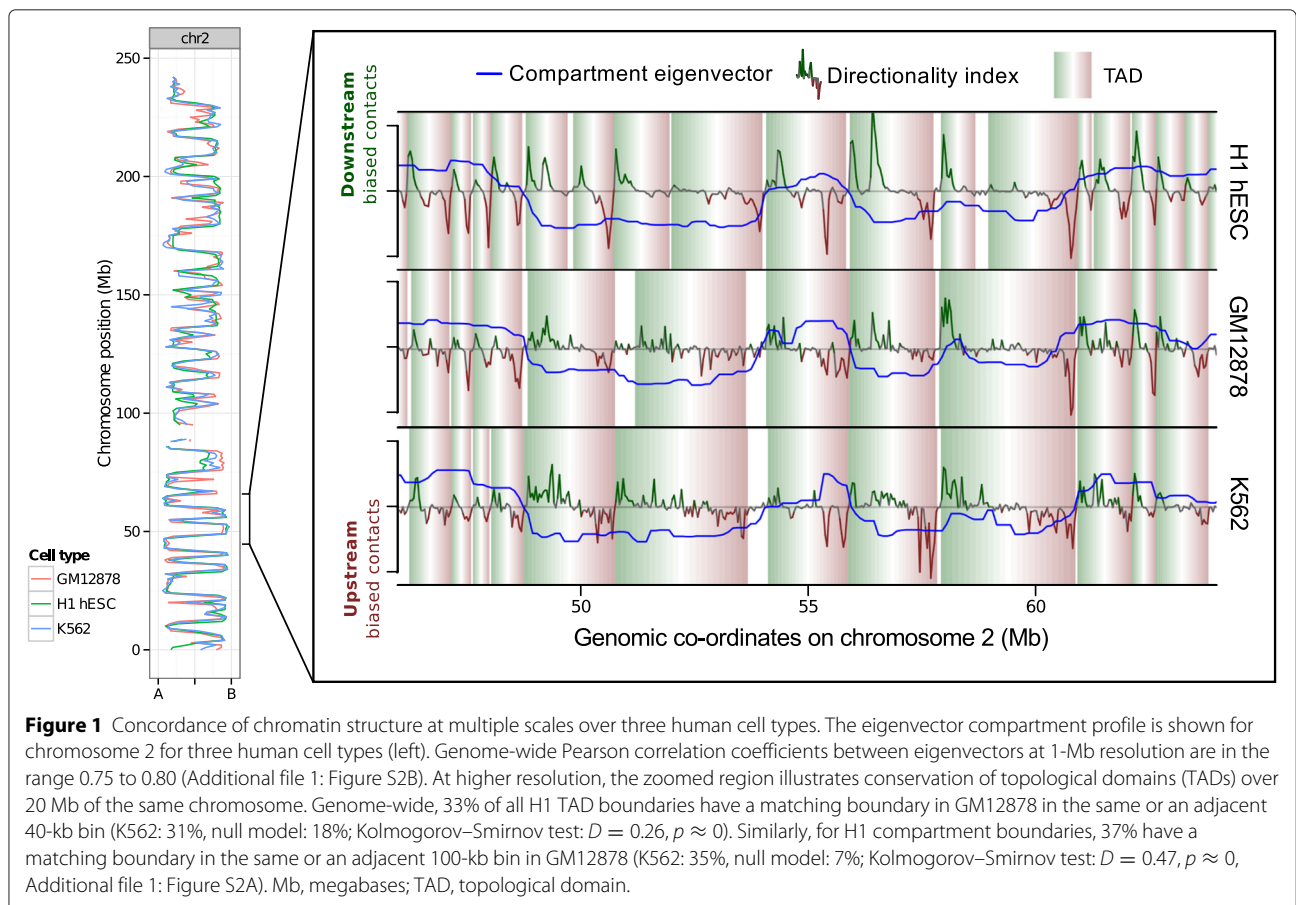 chr2
250
200
150
100
50
0
Chromosome position (Mb)
A
B
Cell type
GM12878
H1 hESC
K562
Compartment eigenvector
Directionality index
TAD
Downstream
biased contacts
Upstream
biased contacts
H1 hESC
GM12878
K562
50
55
60
Genomic co-ordinates on chromosome 2 (Mb)
Figure 1 Concordance of chromatin structure at multiple scales over three human cell types. The eigenvector compartment profile is shown for
chromosome 2 for three human cell types (left). Genome-wide Pearson correlation coefficients between eigenvectors at 1-Mb resolution are in the
range 0.75 to 0.80 (Additional file 1: Figure S2B). At higher resolution, the zoomed region illustrates conservation of topological domains (TADs) over
20 Mb of the same chromosome. Genome-wide, 33% of all H1 TAD boundaries have a matching boundary in GM12878 in the same or an adjacent
40-kb bin (K562: 31%, null model: 18%; Kolmogorov–Smirnov test: D = 0.26, p ≈ 0). Similarly, for H1 compartment boundaries, 37% have a
matching boundary in the same or an adjacent 100-kb bin in GM12878 (K562: 35%, null model: 7%; Kolmogorov–Smirnov test: D = 0.47, p ≈ 0,
Additional file 1: Figure S2A). Mb, megabases; TAD, topological domain.